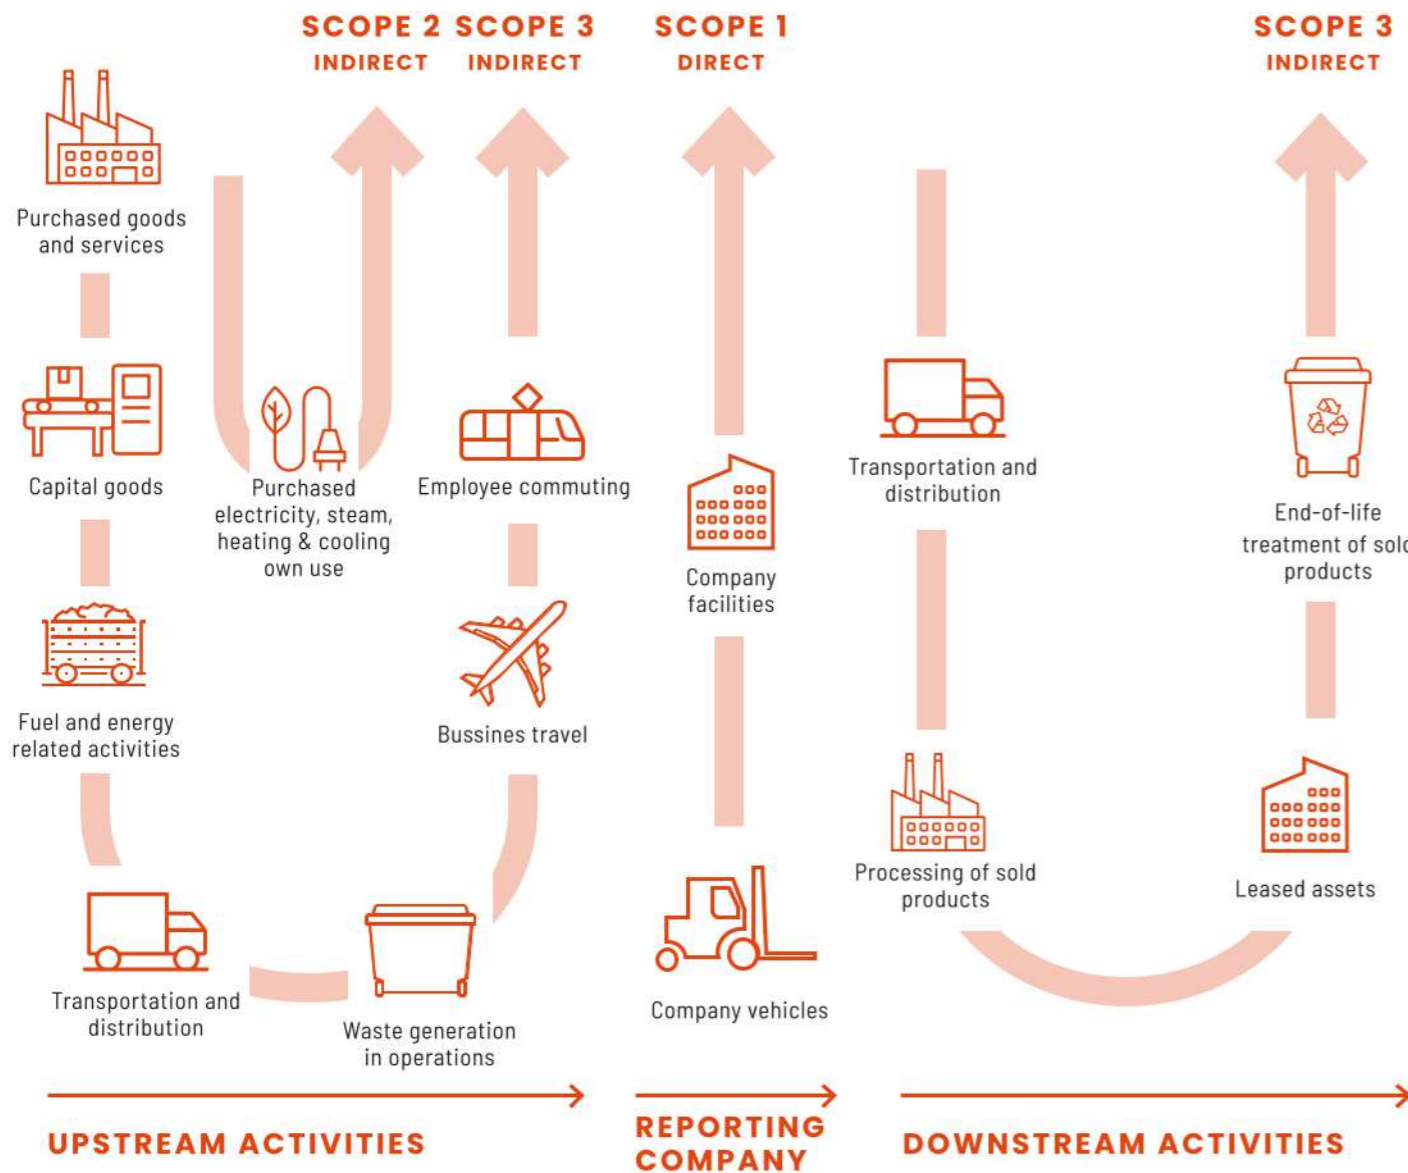 SCOPE 2
INDIRECT
SCOPE 3
INDIRECT
SCOPE 1
DIRECT
SCOPE 3
INDIRECT
Purchased goods
and services
Capital goods
Fuel and energy
related activities
Transportation and
distribution
Waste generation
in operations
Bussines travel
Employee commuting
Purchased
electricity, steam,
heating & cooling
own use
Company
facilities
Company vehicles
Transportation and
distribution
Processing of sold
products
Leased assets
End-of-life
treatment of sold
products
UPSTREAM ACTIVITIES
REPORTING
COMPANY
DOWNSTREAM ACTIVITIES